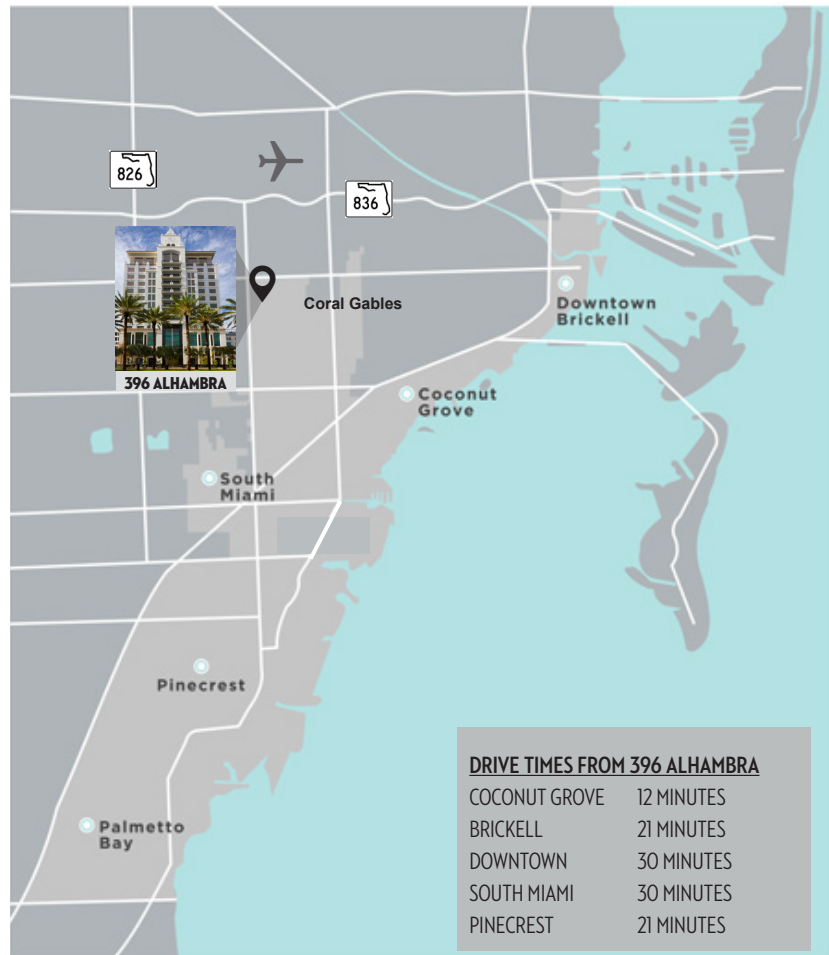 826
836
Coral Gables
Downtown
Brickell
396 ALHAMBRA
Coconut
Grove
South
Miami
Pinecrest
Palmetto
Bay
DRIVE TIMES FROM 396 ALHAMBRA
COCONUT GROVE 12 MINUTES
BRICKELL 21 MINUTES
DOWNTOWN 30 MINUTES
SOUTH MIAMI 30 MINUTES
PINECREST 21 MINUTES